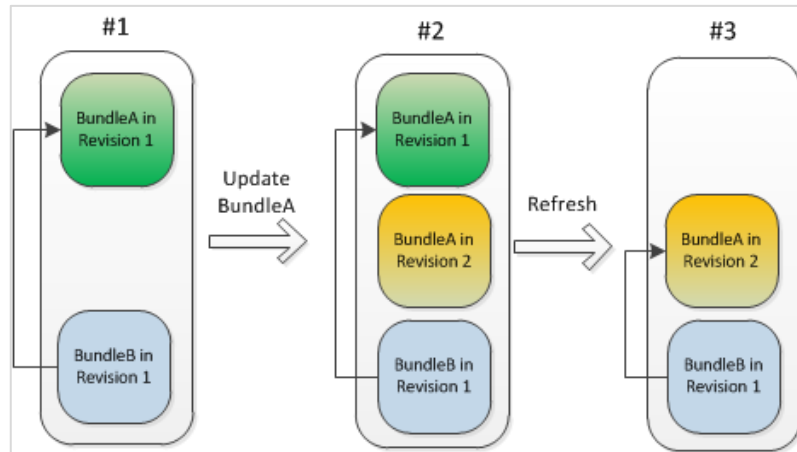 #1
#2
#3
BundleA in
Revision 1
Update
BundleA
BundleB in
Revision 1
BundleA in
Revision 1
BundleA in
Revision 2
BundleB in
Revision 1
Refresh
BundleA in
Revision 2
BundleB in
Revision 1